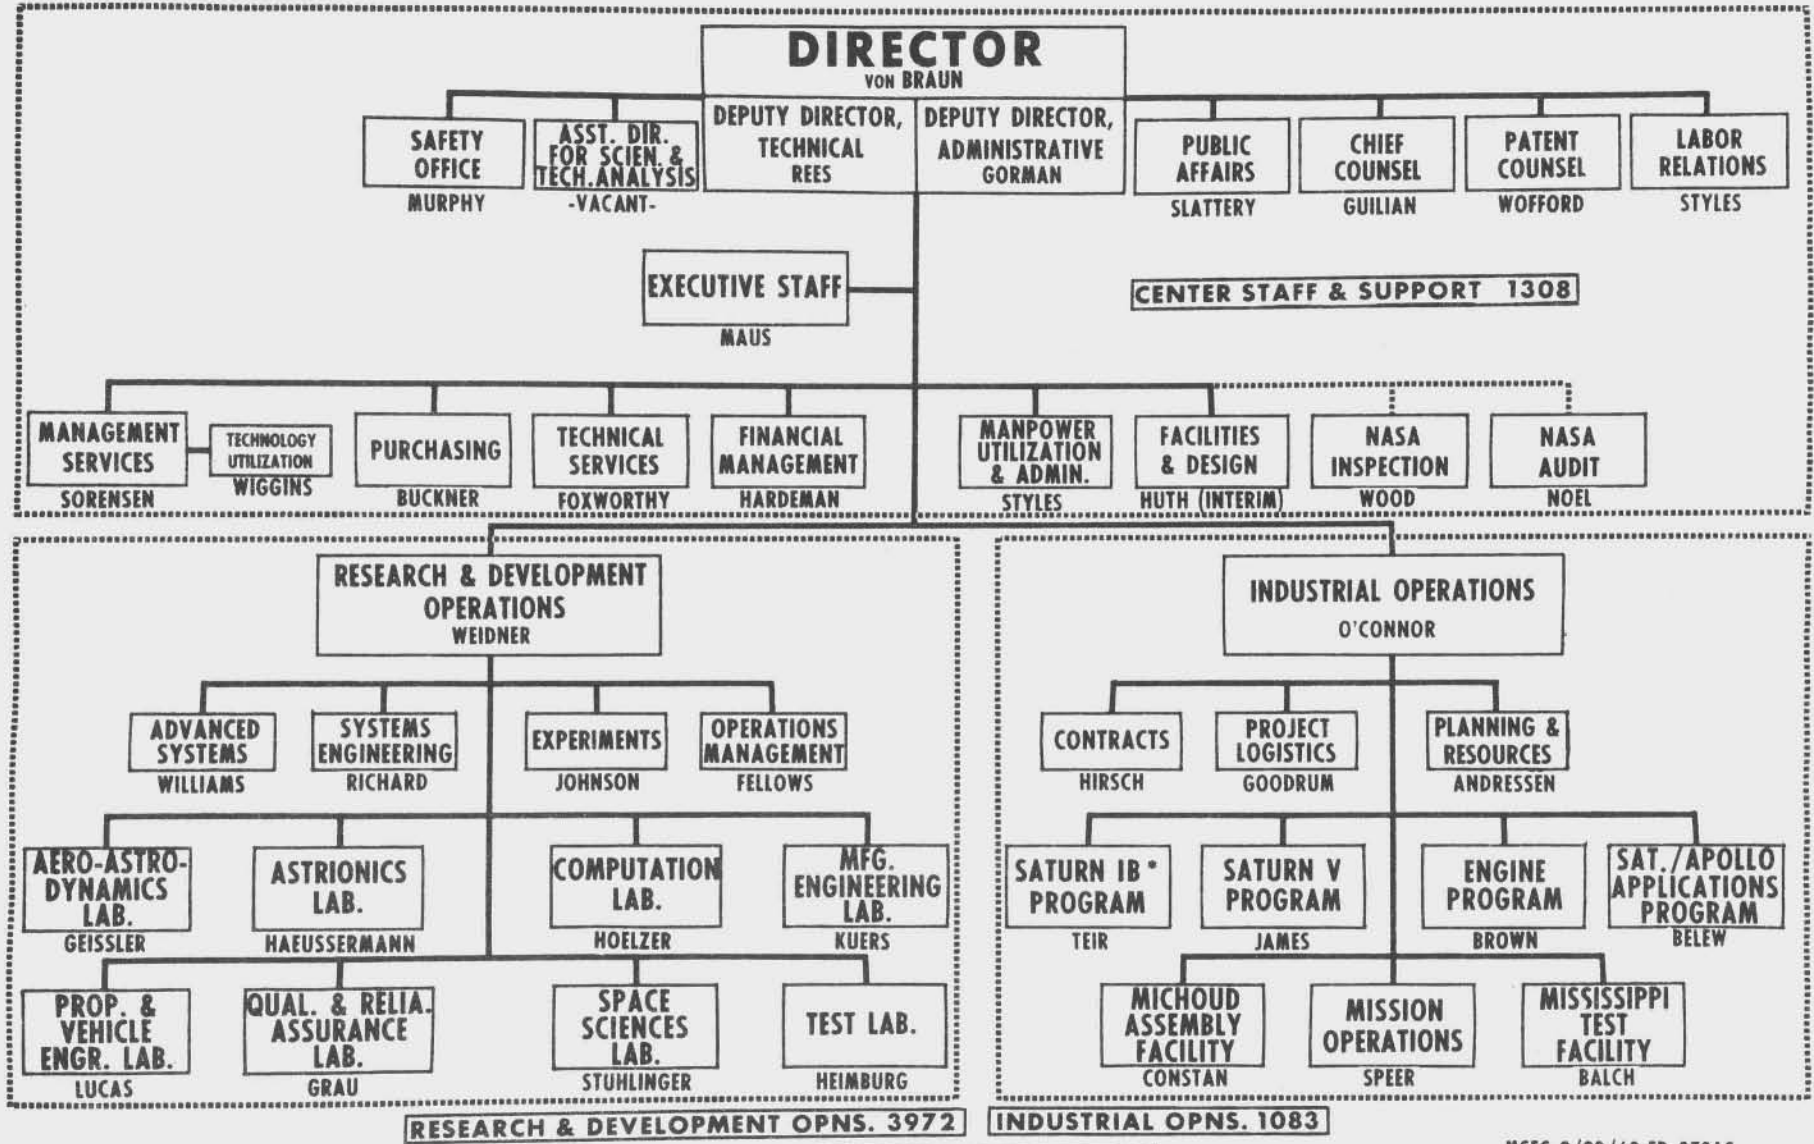 DIRECTOR
VON BRAUN
DEPUTY DIRECTOR,
TECHNICAL
REES
DEPUTY DIRECTOR,
ADMINISTRATIVE
GORMAN
SAFETY
OFFICE
MURPHY
ASST. DIR.
FOR SCIEN. &
TECH. ANALYSIS
-VACANT-
PUBLIC
AFFAIRS
SLATTERY
CHIEF
COUNSEL
GUILIAN
PATENT
COUNSEL
WOFFORD
LABOR
RELATIONS
STYLES
EXECUTIVE STAFF
MAUS
CENTER STAFF & SUPPORT 1308
MANAGEMENT
SERVICES
SORENSEN
TECHNOLOGY
UTILIZATION
WIGGINS
PURCHASING
BUCKNER
TECHNICAL
SERVICES
FOXWORTHY
FINANCIAL
MANAGEMENT
HARDEMAN
MANPOWER
UTILIZATION
& ADMIN.
STYLES
FACILITIES
& DESIGN
HUTH (INTERIM)
NASA
INSPECTION
WOOD
NASA
AUDIT
NOEL
RESEARCH & DEVELOPMENT
OPERATIONS
WEIDNER
ADVANCED
SYSTEMS
WILLIAMS
SYSTEMS
ENGINEERING
RICHARD
EXPERIMENTS
JOHNSON
OPERATIONS
MANAGEMENT
FELLOWS
AERO-ASTRO-
DYNAMICS
LAB.
GEISSLER
ASTRIONICS
LAB.
HAEUSSERMANN
COMPUTATION
LAB.
HOELZER
MFG.
ENGINEERING
LAB.
KUERS
PROP. &
VEHICLE
ENGR. LAB.
LUCAS
QUAL. & RELIA.
ASSURANCE
LAB.
GRAU
SPACE
SCIENCES
LAB.
STUHLINGER
TEST LAB.
HEIMBURG
RESEARCH & DEVELOPMENT OPNS. 3972
INDUSTRIAL OPERATIONS
O'CONNOR
CONTRACTS
HIRSCH
PROJECT
LOGISTICS
GOODRUM
PLANNING &
RESOURCES
ANDRESSEN
SATURN IB *
PROGRAM
TEIR
SATURN V
PROGRAM
JAMES
ENGINE
PROGRAM
BROWN
SAT./APOLLO
APPLICATIONS
PROGRAM
BELEW
MICHOUD
ASSEMBLY
FACILITY
CONSTAN
MISSION
OPERATIONS
SPEER
MISSISSIPPI
TEST
FACILITY
BALCH
INDUSTRIAL OPNS. 1083